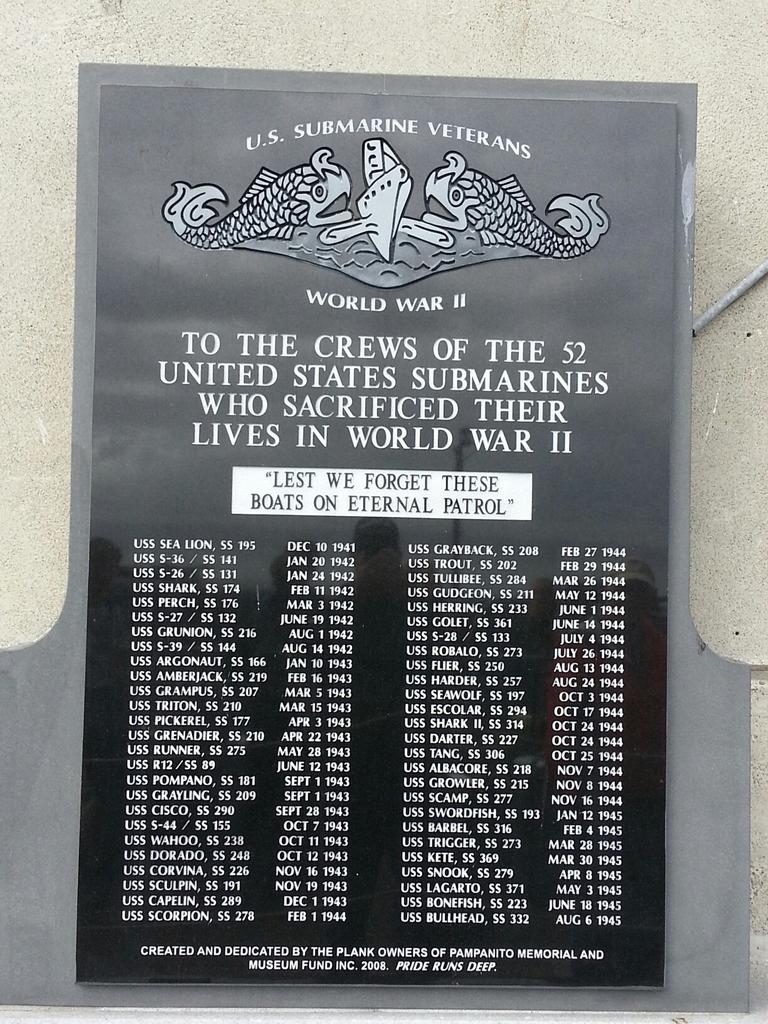 U.S. SUBMARINE VETERANS
WORLD WAR II
TO THE CREWS OF THE 52
UNITED STATES SUBMARINES
WHO SACRIFICED THEIR
LIVES IN WORLD WAR II
"LEST WE FORGET THESE
BOATS ON ETERNAL PATROL"
USS SEA LION, SS 195 DEC 10 1941
USS S-36 / SS 141 JAN 20 1942
USS S-26 / SS 131 JAN 24 1942
USS SHARK, SS 174 FEB 11 1942
USS PERCH, SS 176 MAR 3 1942
USS S-27 / SS 132 JUNE 19 1942
USS GRUNION, SS 216 AUG 1 1942
USS S-39 / SS 144 AUG 14 1942
USS ARGONAUT, SS 166 JAN 10 1943
USS AMBERJACK, SS 219 FEB 16 1943
USS GRAMPUS, SS 207 MAR 5 1943
USS TRITON, SS 210 MAR 15 1943
USS PICKEREL, SS 177 APR 3 1943
USS GRENADIER, SS 210 APR 22 1943
USS RUNNER, SS 275 MAY 28 1943
USS R12 / SS 89 JUNE 12 1943
USS POMPANO, SS 181 SEPT 1 1943
USS GRAYLING, SS 209 SEPT 1 1943
USS CISCO, SS 290 SEPT 28 1943
USS S-44 / SS 155 OCT 7 1943
USS WAHOO, SS 238 OCT 11 1943
USS DORADO, SS 248 OCT 12 1943
USS CORVINA, SS 226 NOV 16 1943
USS SCULPIN, SS 191 NOV 19 1943
USS CAPELIN, SS 289 DEC 1 1943
USS SCORPION, SS 278 FEB 1 1944
USS GRAYBACK, SS 208 FEB 27 1944
USS TROUT, SS 202 FEB 29 1944
USS TULLIBEE, SS 284 MAR 26 1944
USS GUDGEON, SS 211 MAY 12 1944
USS HERRING, SS 233 JUNE 1 1944
USS GOLET, SS 361 JUNE 14 1944
USS S-28 / SS 133 JULY 4 1944
USS ROBALO, SS 273 JULY 26 1944
USS FLIER, SS 250 AUG 13 1944
USS HARDER, SS 257 AUG 24 1944
USS SEAWOLF, SS 197 OCT 3 1944
USS ESCOLAR, SS 294 OCT 17 1944
USS SHARK II, SS 314 OCT 24 1944
USS DARTER, SS 227 OCT 24 1944
USS TANG, SS 306 OCT 25 1944
USS ALBACORE, SS 218 NOV 7 1944
USS GROWLER, SS 215 NOV 8 1944
USS SCAMP, SS 277 NOV 16 1944
USS SWORDFISH, SS 193 JAN 12 1945
USS BARBEL, SS 316 FEB 4 1945
USS TRIGGER, SS 273 MAR 28 1945
USS KETE, SS 369 MAR 30 1945
USS SNOOK, SS 279 APR 8 1945
USS LAGARTO, SS 371 MAY 3 1945
USS BONEFISH, SS 223 JUNE 18 1945
USS BULLHEAD, SS 332 AUG 6 1945
CREATED AND DEDICATED BY THE PLANK OWNERS OF PAMPANITO MEMORIAL AND
MUSEUM FUND INC. 2008. PRIDE RUNS DEEP.